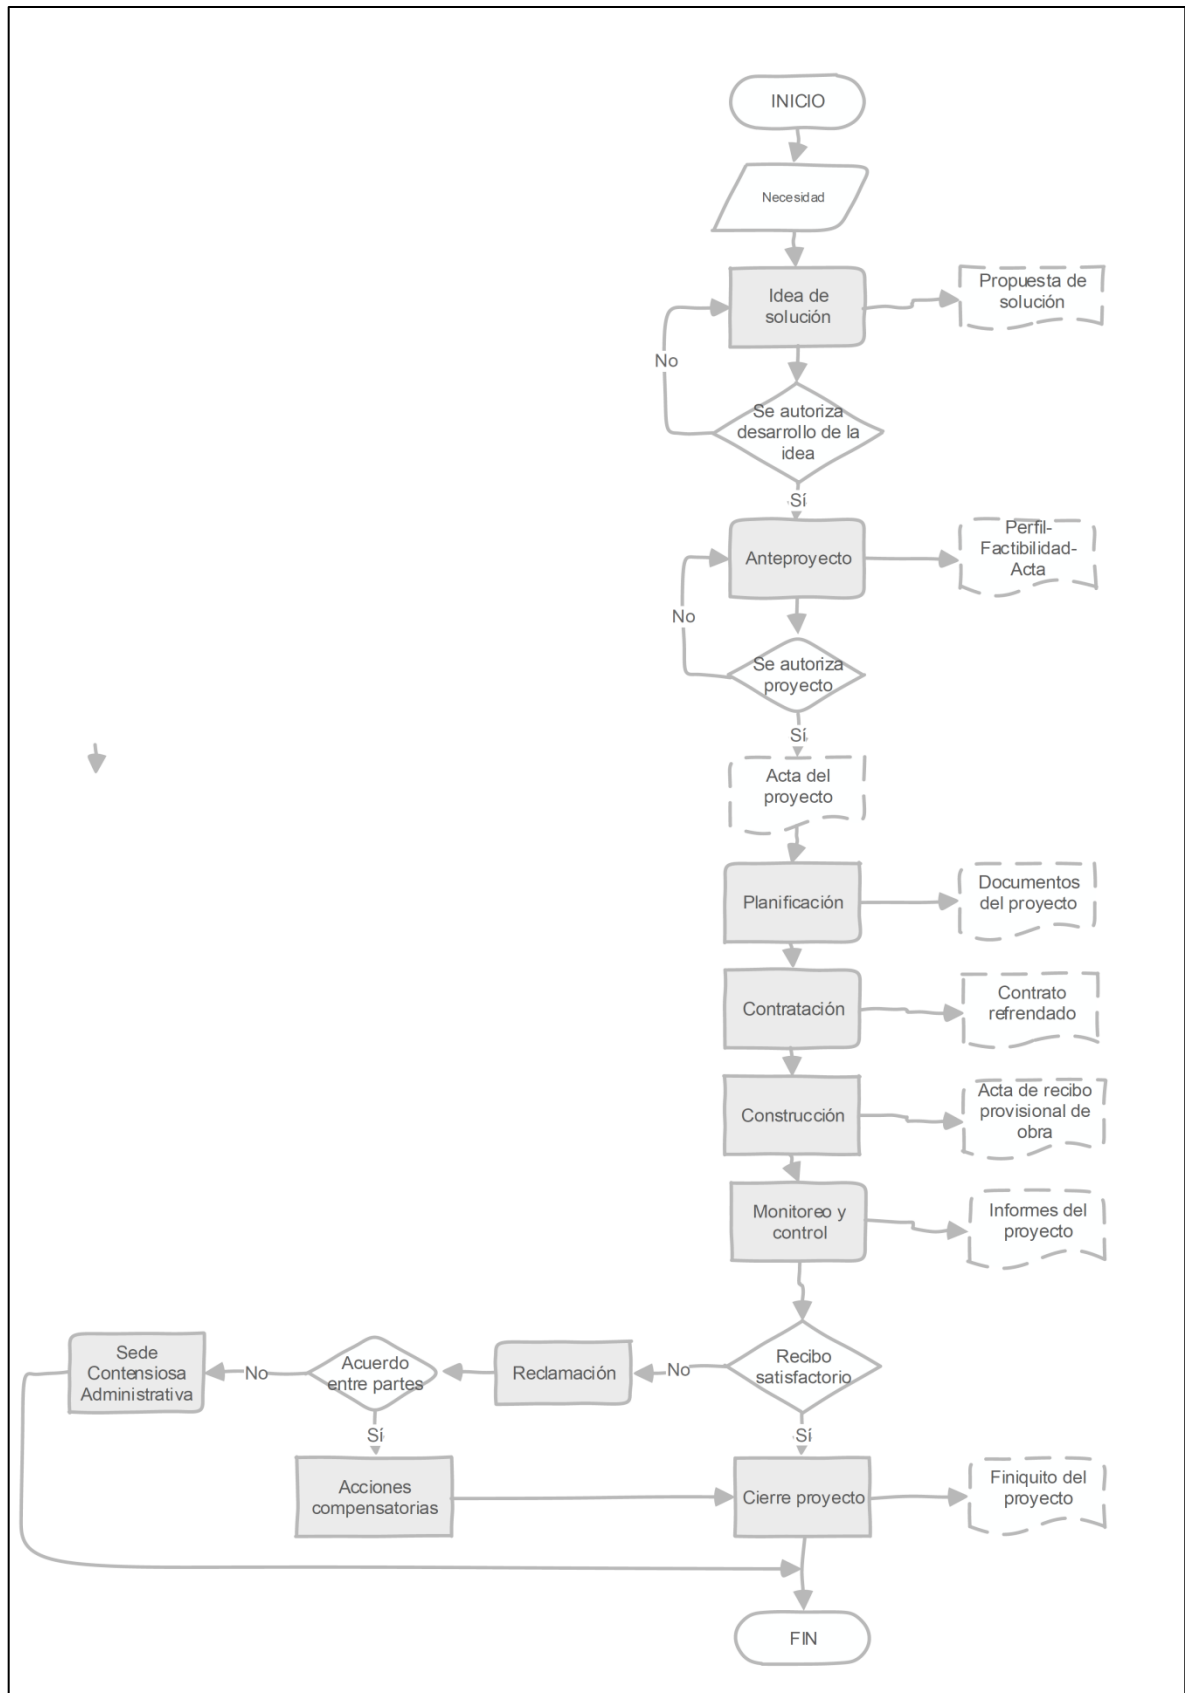 INICIO
Necesidad
Idea de
solución
Propuesta de
solución
No
Se autoriza
desarrollo de la
idea
Sí
Anteproyecto
Perfil-
Factibilidad-
Acta
No
Se autoriza
proyecto
Sí
Acta del
proyecto
Planificación
Documentos
del proyecto
Contratación
Contrato
refrendado
Construcción
Acta de recibo
provisional de
obra
Monitoreo y
control
Informes del
proyecto
Recibo
satisfactorio
No
Reclamación
Acuerdo
entre partes
No
Sede
Contensiosa
Administrativa
Sí
Sí
Acciones
compensatorias
Cierre proyecto
Finiquito del
proyecto
FIN